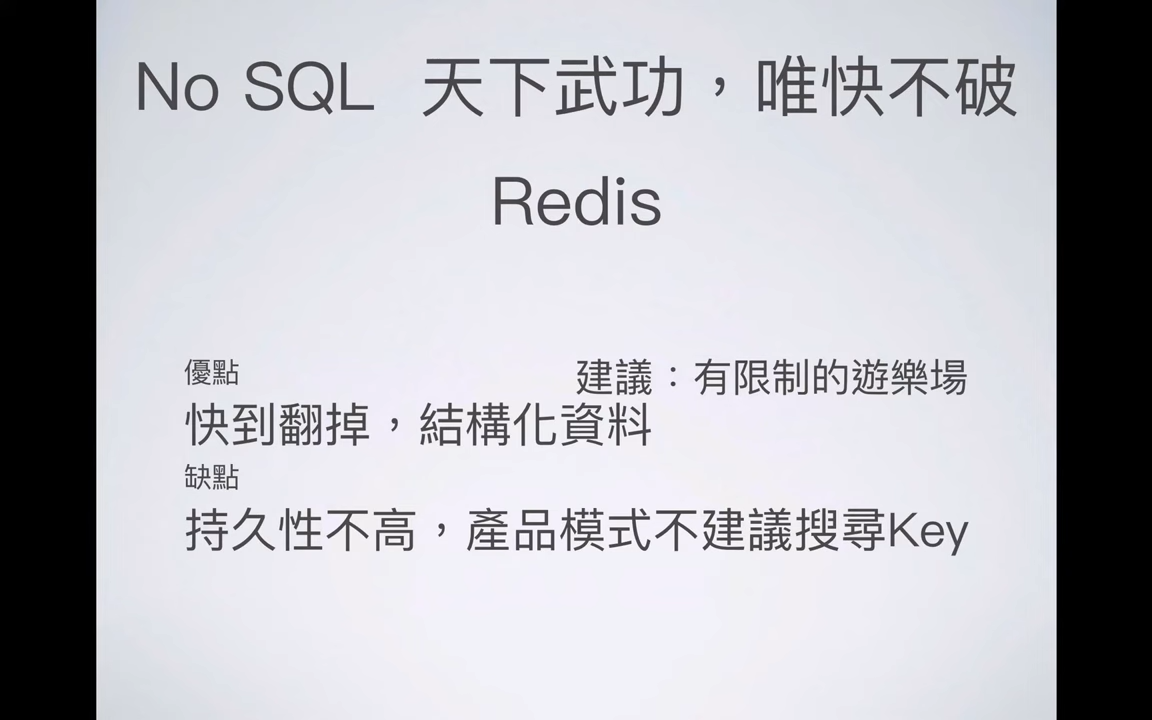 No SQL 天下武功，唯快不破
Redis
優點
建議：有限制的遊樂場
快到翻掉，結構化資料
缺點
持久性不高，產品模式不建議搜尋Key